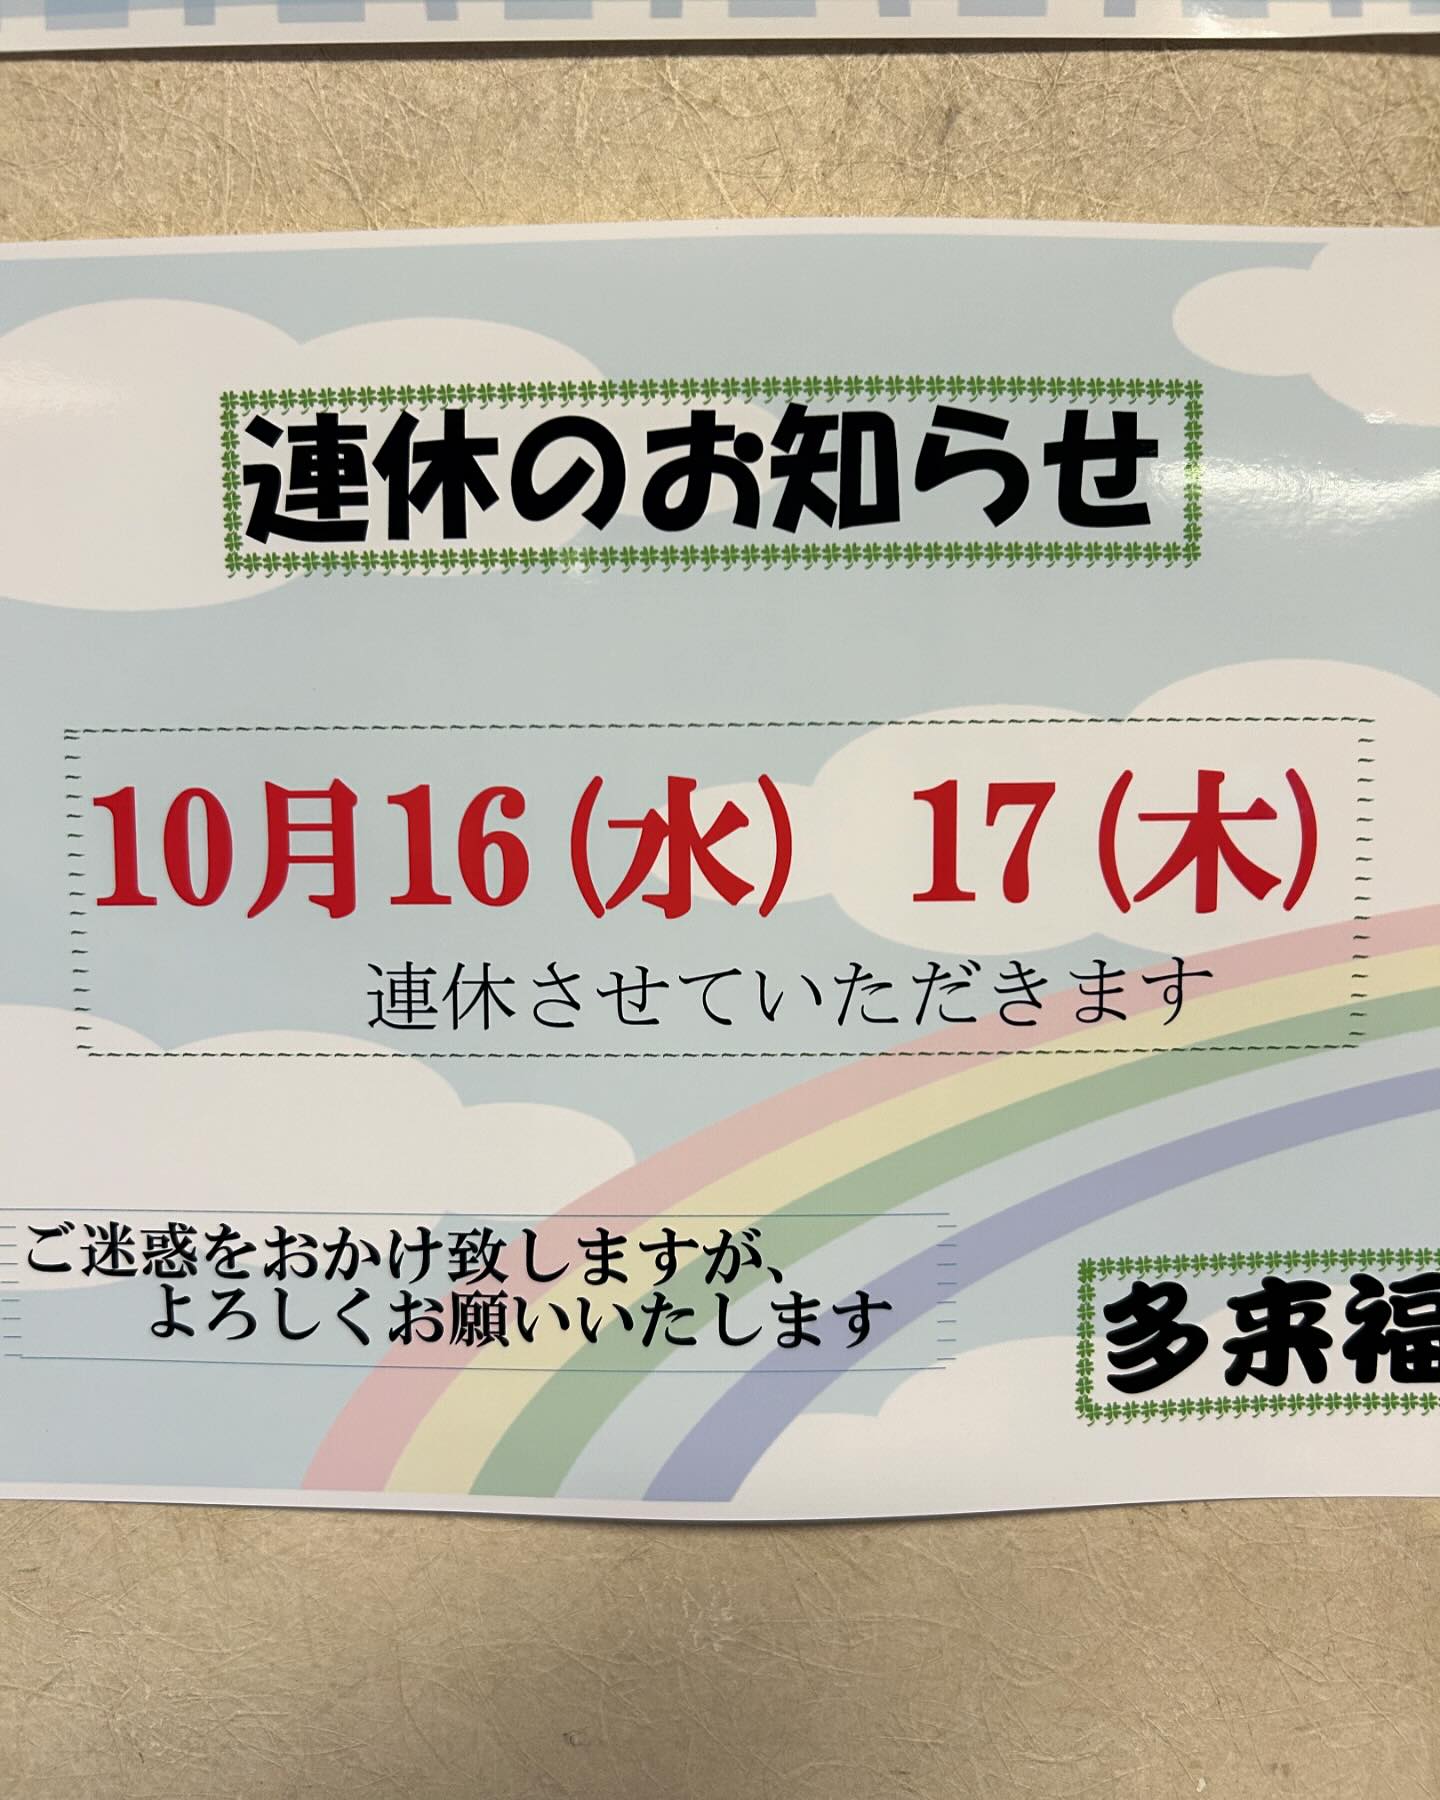 連休のお知らせ
10月16(水) 17(木)
連休させていただきます
ご迷惑をおかけ致しますが、
よろしくお願いいたします
多来福